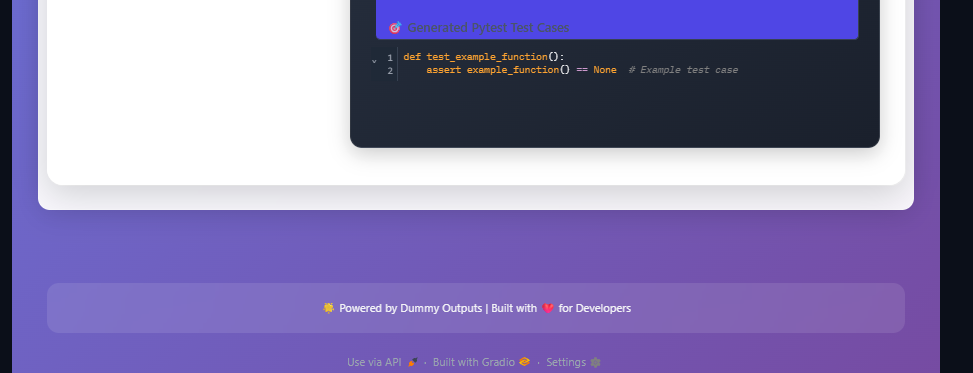 🎯 Generated Pytest Test Cases
1 def test_example_function():
2 assert example_function() == None # Example test case
🌟 Powered by Dummy Outputs | Built with ❤️ for Developers
Use via API 🚀 · Built with Gradio · Settings ⚙️